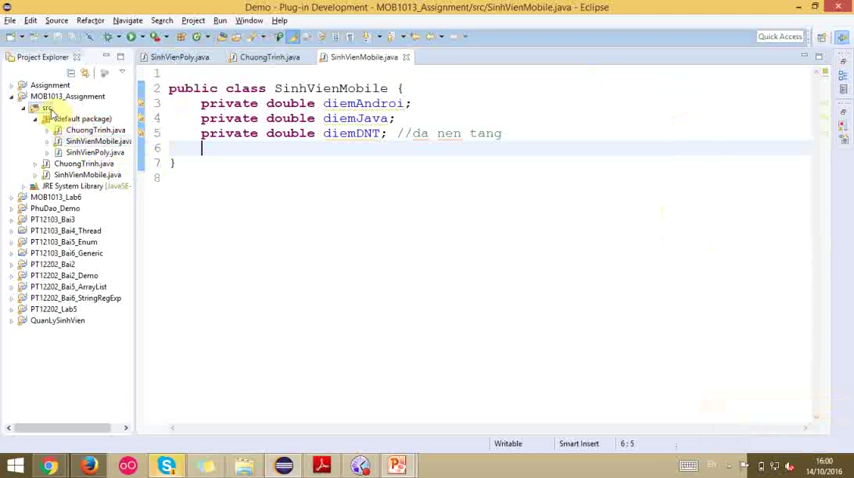 Demo - Plug-in Development - MOB1013_Assignment/src/SinhVienMobile.java - Eclipse
File Edit Source Refactor Navigate Search Project Run Window Help
Quick Access
Project Explorer
SinhVienPoly.java ChuongTrinh.java SinhVienMobile.java
Assignment
MOB1013_Assignment
src
(default package)
ChuongTrinh.java
SinhVienMobile.java
SinhVienPoly.java
ChuongTrinh.java
SinhVienMobile.java
JRE System Library [JavaSE-
MOB1013_Lab6
PhuDao_Demo
PT12103_Bai3
PT12103_Bai4_Thread
PT12103_Bai5_Enum
PT12103_Bai6_Generic
PT12202_Bai2
PT12202_Bai2_Demo
PT12202_Bai5_ArrayList
PT12202_Bai6_StringRegExp
PT12202_Lab5
QuanLySinhVien
1
2 public class SinhVienMobile {
3 private double diemAndroi;
4 private double diemJava;
5 private double diemDNT; //da nen tang
6
7 }
8
Writable Smart Insert 6 : 5
16:00
14/10/2016